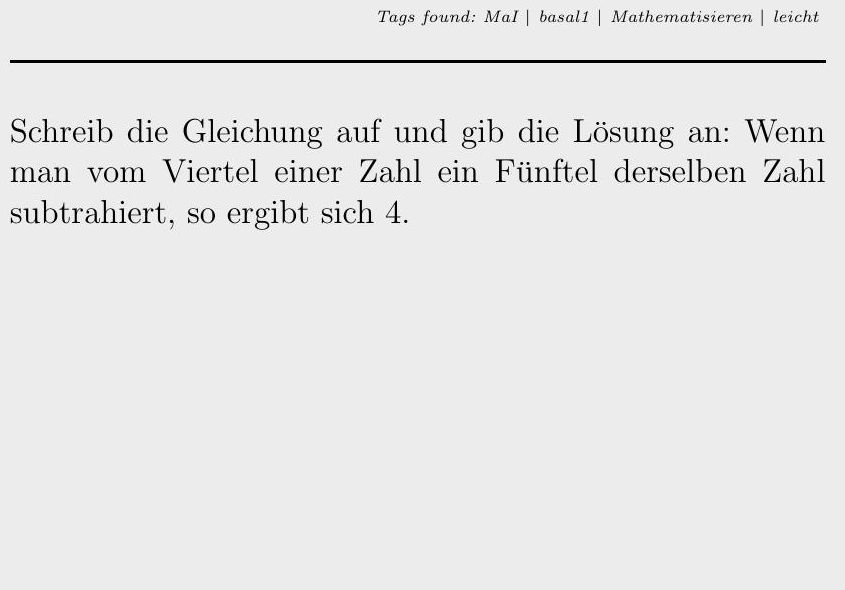 Tags found: MaI | basal1 | Mathematisieren | leicht
Schreib die Gleichung auf und gib die Lösung an: Wenn
man vom Viertel einer Zahl ein Fünftel derselben Zahl
subtrahiert, so ergibt sich 4.